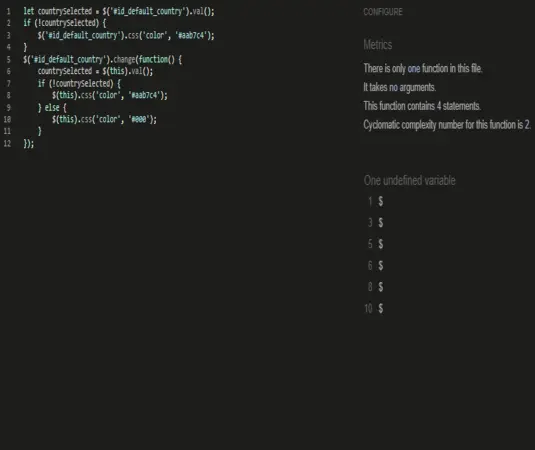 1 let countrySelected = $('#id_default_country').val();
2 if (!countrySelected) {
3 $('#id_default_country').css('color', '#aab7c4');
4 }
5 $('#id_default_country').change(function() {
6 countrySelected = $(this).val();
7 if (!countrySelected) {
8 $(this).css('color', '#aab7c4');
9 } else {
10 $(this).css('color', '#000');
11 }
12 });
CONFIGURE
Metrics
There is only one function in this file.
It takes no arguments.
This function contains 4 statements.
Cyclomatic complexity number for this function is 2.
One undefined variable
1 $
3 $
5 $
6 $
8 $
10 $